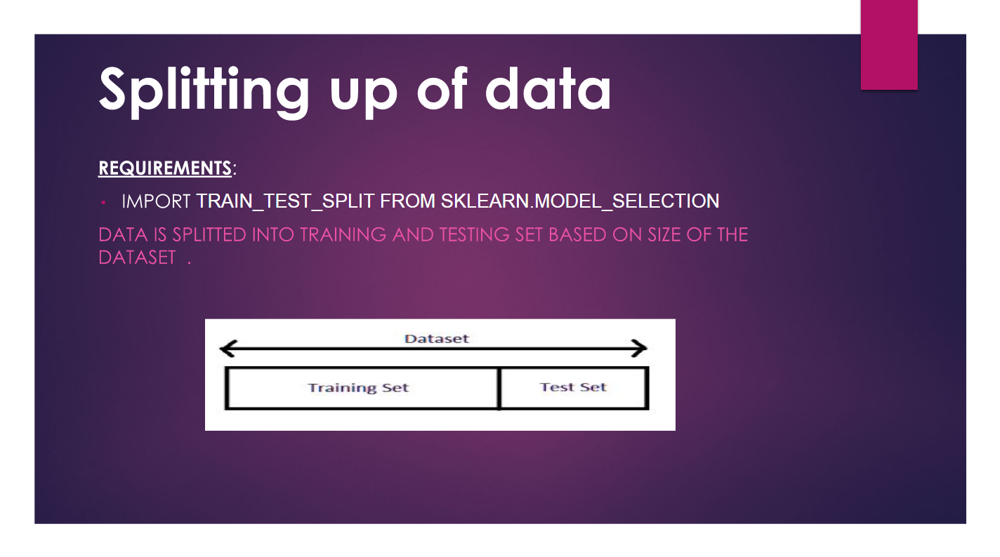 Splitting up of data
REQUIREMENTS:
• IMPORT TRAIN_TEST_SPLIT FROM SKLEARN.MODEL_SELECTION
DATA IS SPLITTED INTO TRAINING AND TESTING SET BASED ON SIZE OF THE
DATASET .
Dataset
Training Set
Test Set